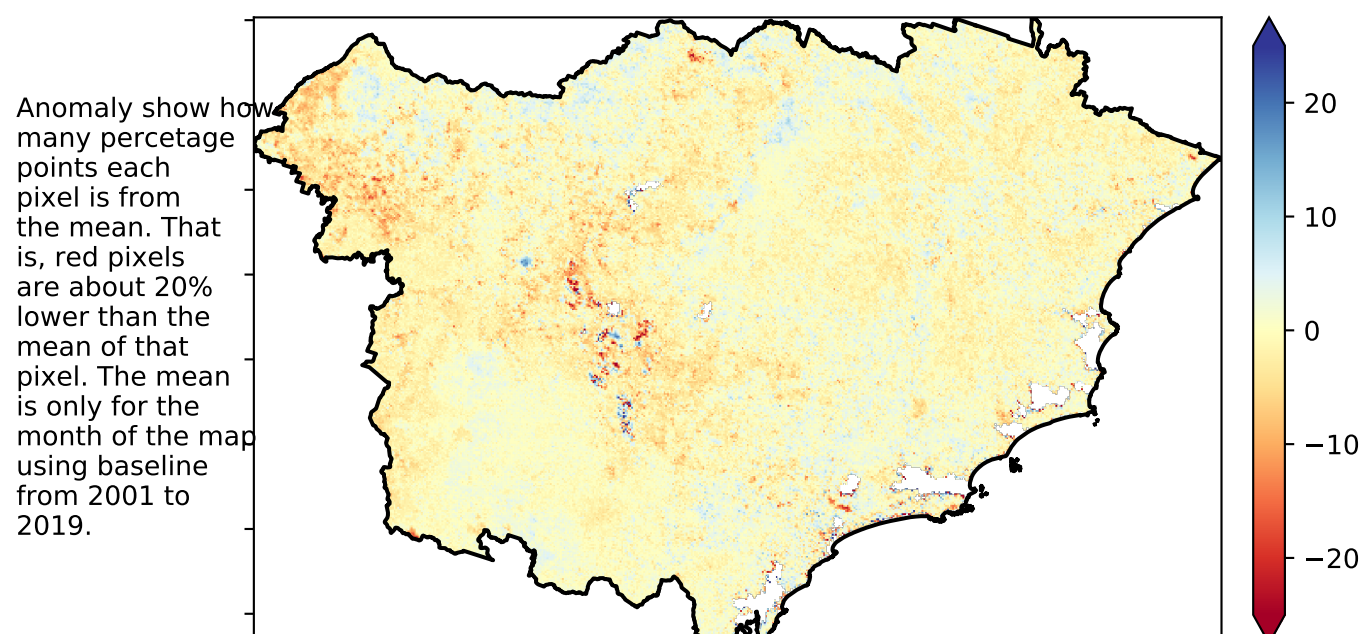 Anomaly show how
many percetage
points each
pixel is from
the mean. That
is, red pixels
are about 20%
lower than the
mean of that
pixel. The mean
is only for the
month of the map
using baseline
from 2001 to
2019.
20
10
0
−10
−20